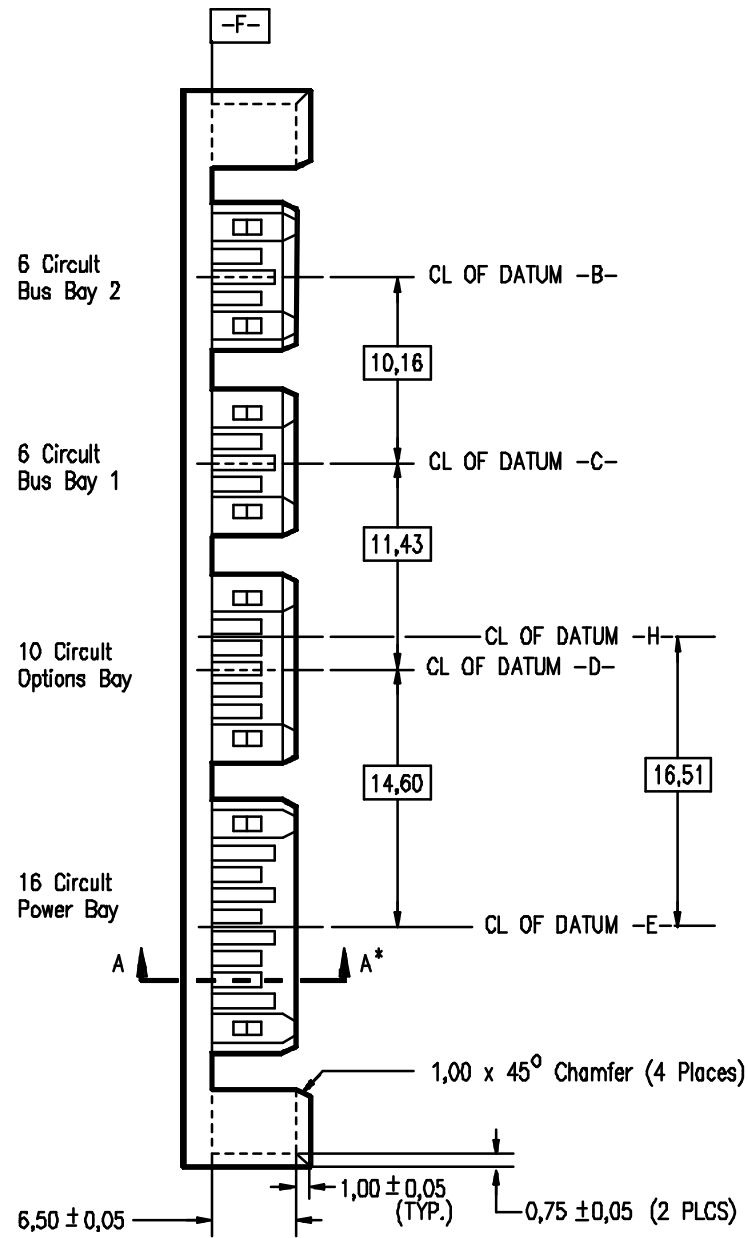 -F-
6 Circuit
Bus Bay 2
CL OF DATUM -B-
10,16
6 Circuit
Bus Bay 1
CL OF DATUM -C-
11,43
CL OF DATUM -H-
10 Circuit
Options Bay
CL OF DATUM -D-
14,60
16,51
16 Circuit
Power Bay
CL OF DATUM -E-
A
A*
1,00 x 45° Chamfer (4 Places)
1,00 ± 0,05
(TYP.)
6,50 ± 0,05
0,75 ±0,05 (2 PLCS)